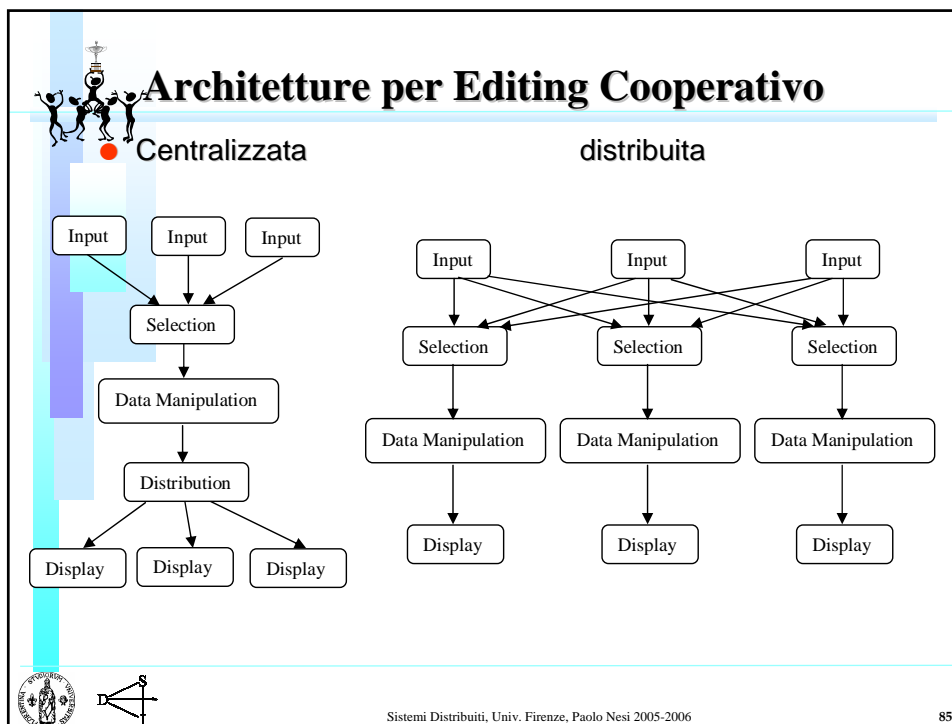 Architetture per Editing Cooperativo
Centralizzata distribuita
Input Input Input
Selection
Data Manipulation
Distribution
Display Display Display
Input Input Input
Selection Selection Selection
Data Manipulation Data Manipulation Data Manipulation
Display Display Display
D S
Sistemi Distribuiti, Univ. Firenze, Paolo Nesi 2005-2006 85